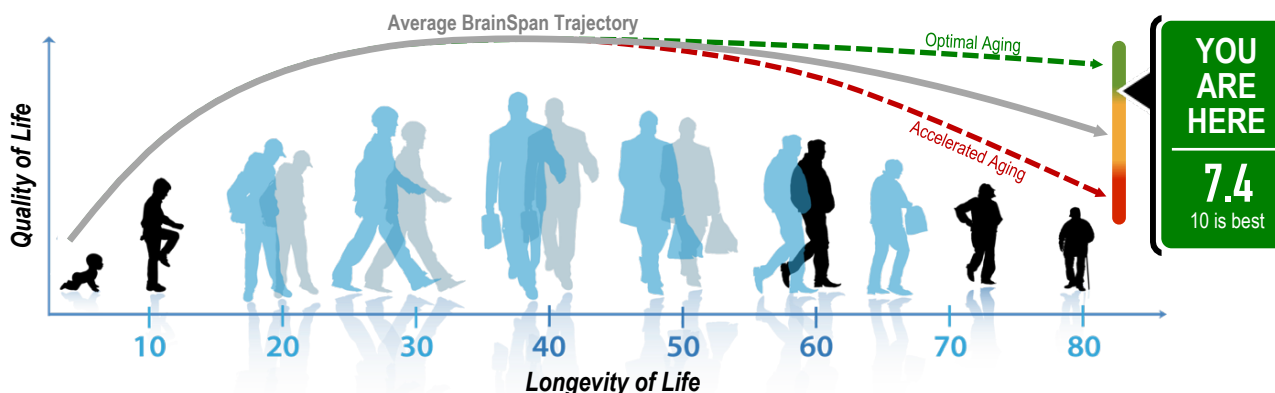 Average BrainSpan Trajectory
Optimal Aging
Accelerated Aging
YOU
ARE
HERE
7.4
10 is best
Quality of Life
10 20 30 40 50 60 70 80
Longevity of Life